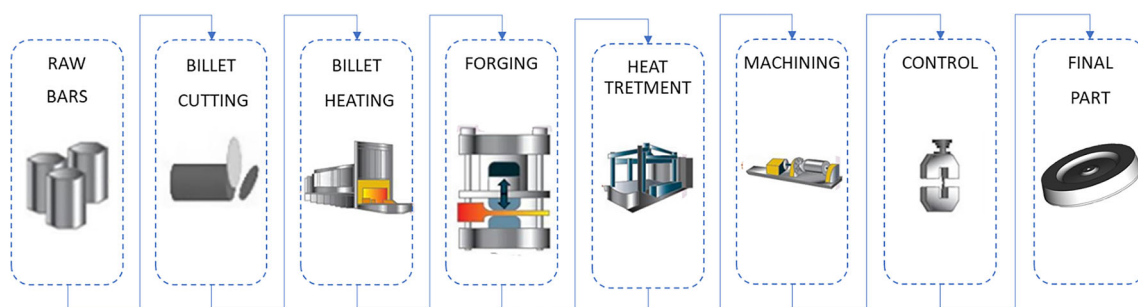 RAW
BARS
BILLET
CUTTING
BILLET
HEATING
FORGING
HEAT
TRETMENT
MACHINING
CONTROL
FINAL
PART